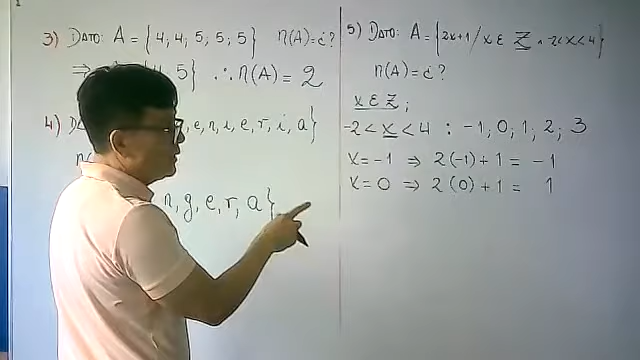 3) DATO: A = {4, 4, 5, 5, 5} n(A) = ¿?
⇒ 4, 5} ∴ n(A) = 2
4) e, n, i, e, r, i, a}
n, g, e, r, a}
5) DATO: A = {2x+1 / x ∈ Z ∧ -2<x<4}
n(A) = ¿?
x ∈ Z ;
-2 < x < 4 : -1, 0, 1, 2, 3
x = -1 ⇒ 2(-1) + 1 = -1
x = 0 ⇒ 2(0) + 1 = 1